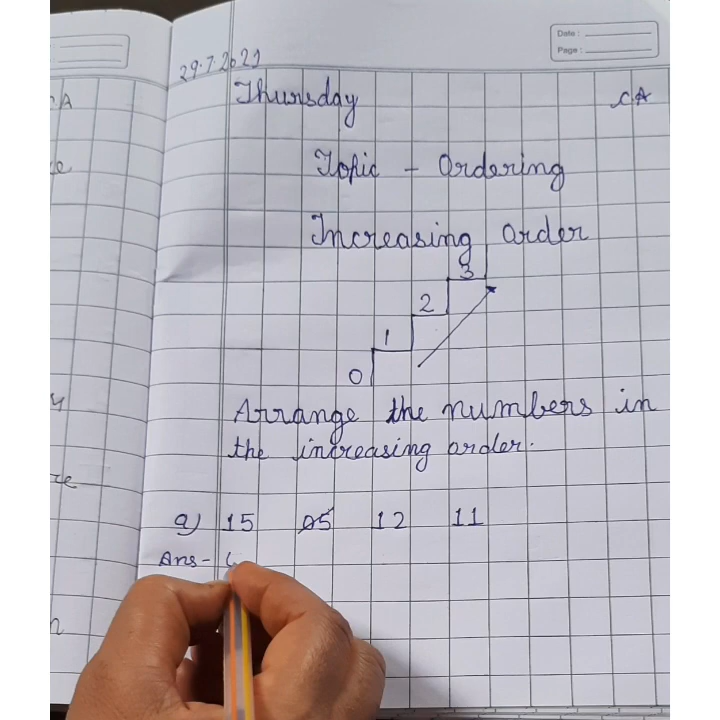 Date :
Page :
29.7.2021
Thursday
C.A
Topic - Ordering
Increasing order
3
2
1
0
Arrange the numbers in
the increasing order.
a) 15 05 12 11
Ans-